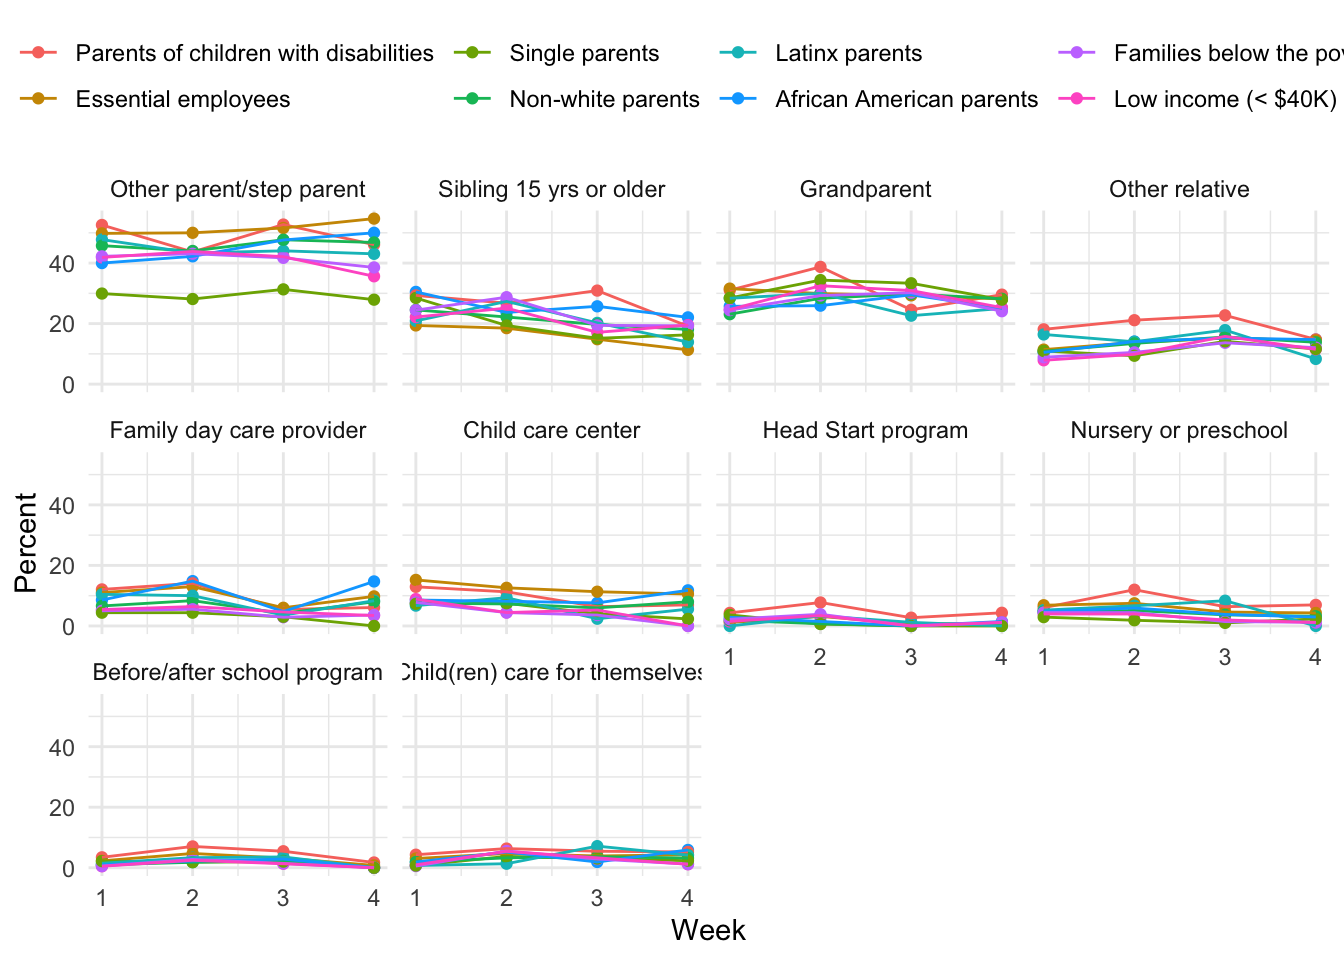 Parents of children with disabilities Single parents Latinx parents Families below the
Essential employees Non-white parents African American parents Low income (< $40K)
Other parent/step parent Sibling 15 yrs or older Grandparent Other relative
40
20
0
Family day care provider Child care center Head Start program Nursery or preschool
40
20
0
1 2 3 4 1 2 3 4
Before/after school program Child(ren) care for themselves
40
20
0
1 2 3 4 1 2 3 4
Percent
Week